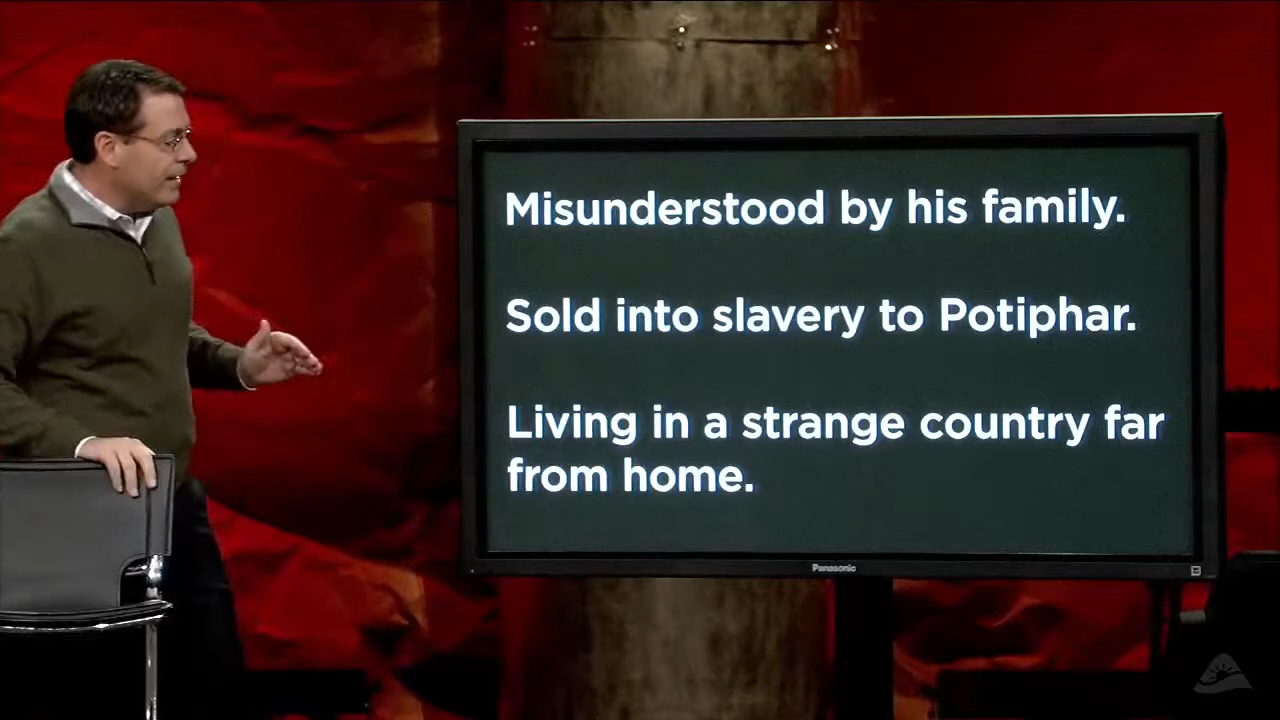 Misunderstood by his family.
Sold into slavery to Potiphar.
Living in a strange country far
from home.
Panasonic